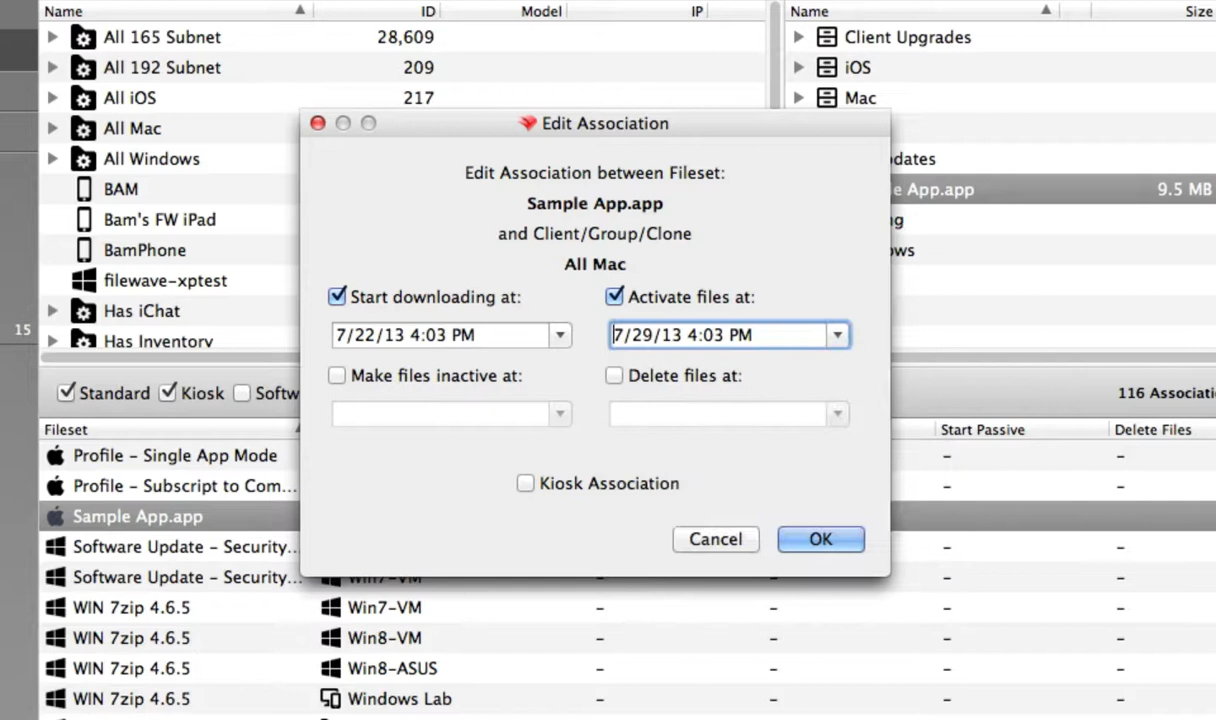 Name ID Model IP Name Size
All 165 Subnet 28,609 Client Upgrades
All 192 Subnet 209 iOS
All iOS 217 Mac
All Mac
Edit Association
All Windows
BAM
Bam's FW iPad
BamPhone
filewave-xptest
Has iChat
Has Inventory
15
App.app 9.5 MB
Edit Association between Fileset:
Sample App.app
and Client/Group/Clone
All Mac
Start downloading at: Activate files at:
7/22/13 4:03 PM 7/29/13 4:03 PM
Make files inactive at: Delete files at:
Kiosk Association
Cancel OK
Standard Kiosk 116
Fileset Start Passive Delete Files
Profile - Single App Mode – –
Profile - Subscript to Com... – –
Sample App.app
Software Update - Security... – –
Software Update - Security... Win7-VM – –
WIN 7zip 4.6.5 Win7-VM – – – –
WIN 7zip 4.6.5 Win8-VM – – – –
WIN 7zip 4.6.5 Win8-ASUS – – – –
WIN 7zip 4.6.5 Windows Lab – – – –